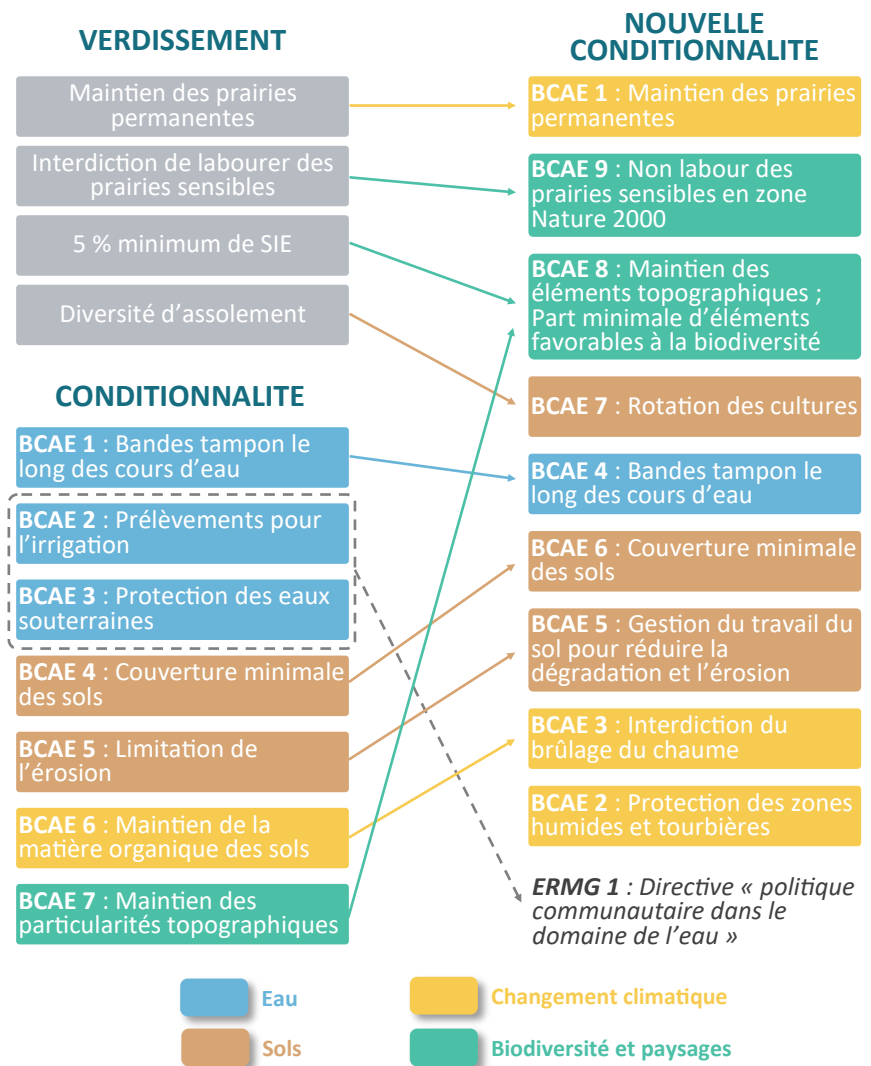 VERDISSEMENT
Maintien des prairies
permanentes
Interdiction de labourer des
prairies sensibles
5 % minimum de SIE
Diversité d'assolement
CONDITIONNALITE
BCAE 1 : Bandes tampon le
long des cours d'eau
BCAE 2 : Prélèvements pour
l'irrigation
BCAE 3 : Protection des eaux
souterraines
BCAE 4 : Couverture minimale
des sols
BCAE 5 : Limitation de
l'érosion
BCAE 6 : Maintien de la
matière organique des sols
BCAE 7 : Maintien des
particularités topographiques
NOUVELLE
CONDITIONNALITE
BCAE 1 : Maintien des prairies
permanentes
BCAE 9 : Non labour des
prairies sensibles en zone
Nature 2000
BCAE 8 : Maintien des
éléments topographiques ;
Part minimale d'éléments
favorables à la biodiversité
BCAE 7 : Rotation des cultures
BCAE 4 : Bandes tampon le
long des cours d'eau
BCAE 6 : Couverture minimale
des sols
BCAE 5 : Gestion du travail du
sol pour réduire la
dégradation et l'érosion
BCAE 3 : Interdiction du
brûlage du chaume
BCAE 2 : Protection des zones
humides et tourbières
ERMG 1 : Directive « politique
communautaire dans le
domaine de l'eau »
Eau
Changement climatique
Sols
Biodiversité et paysages